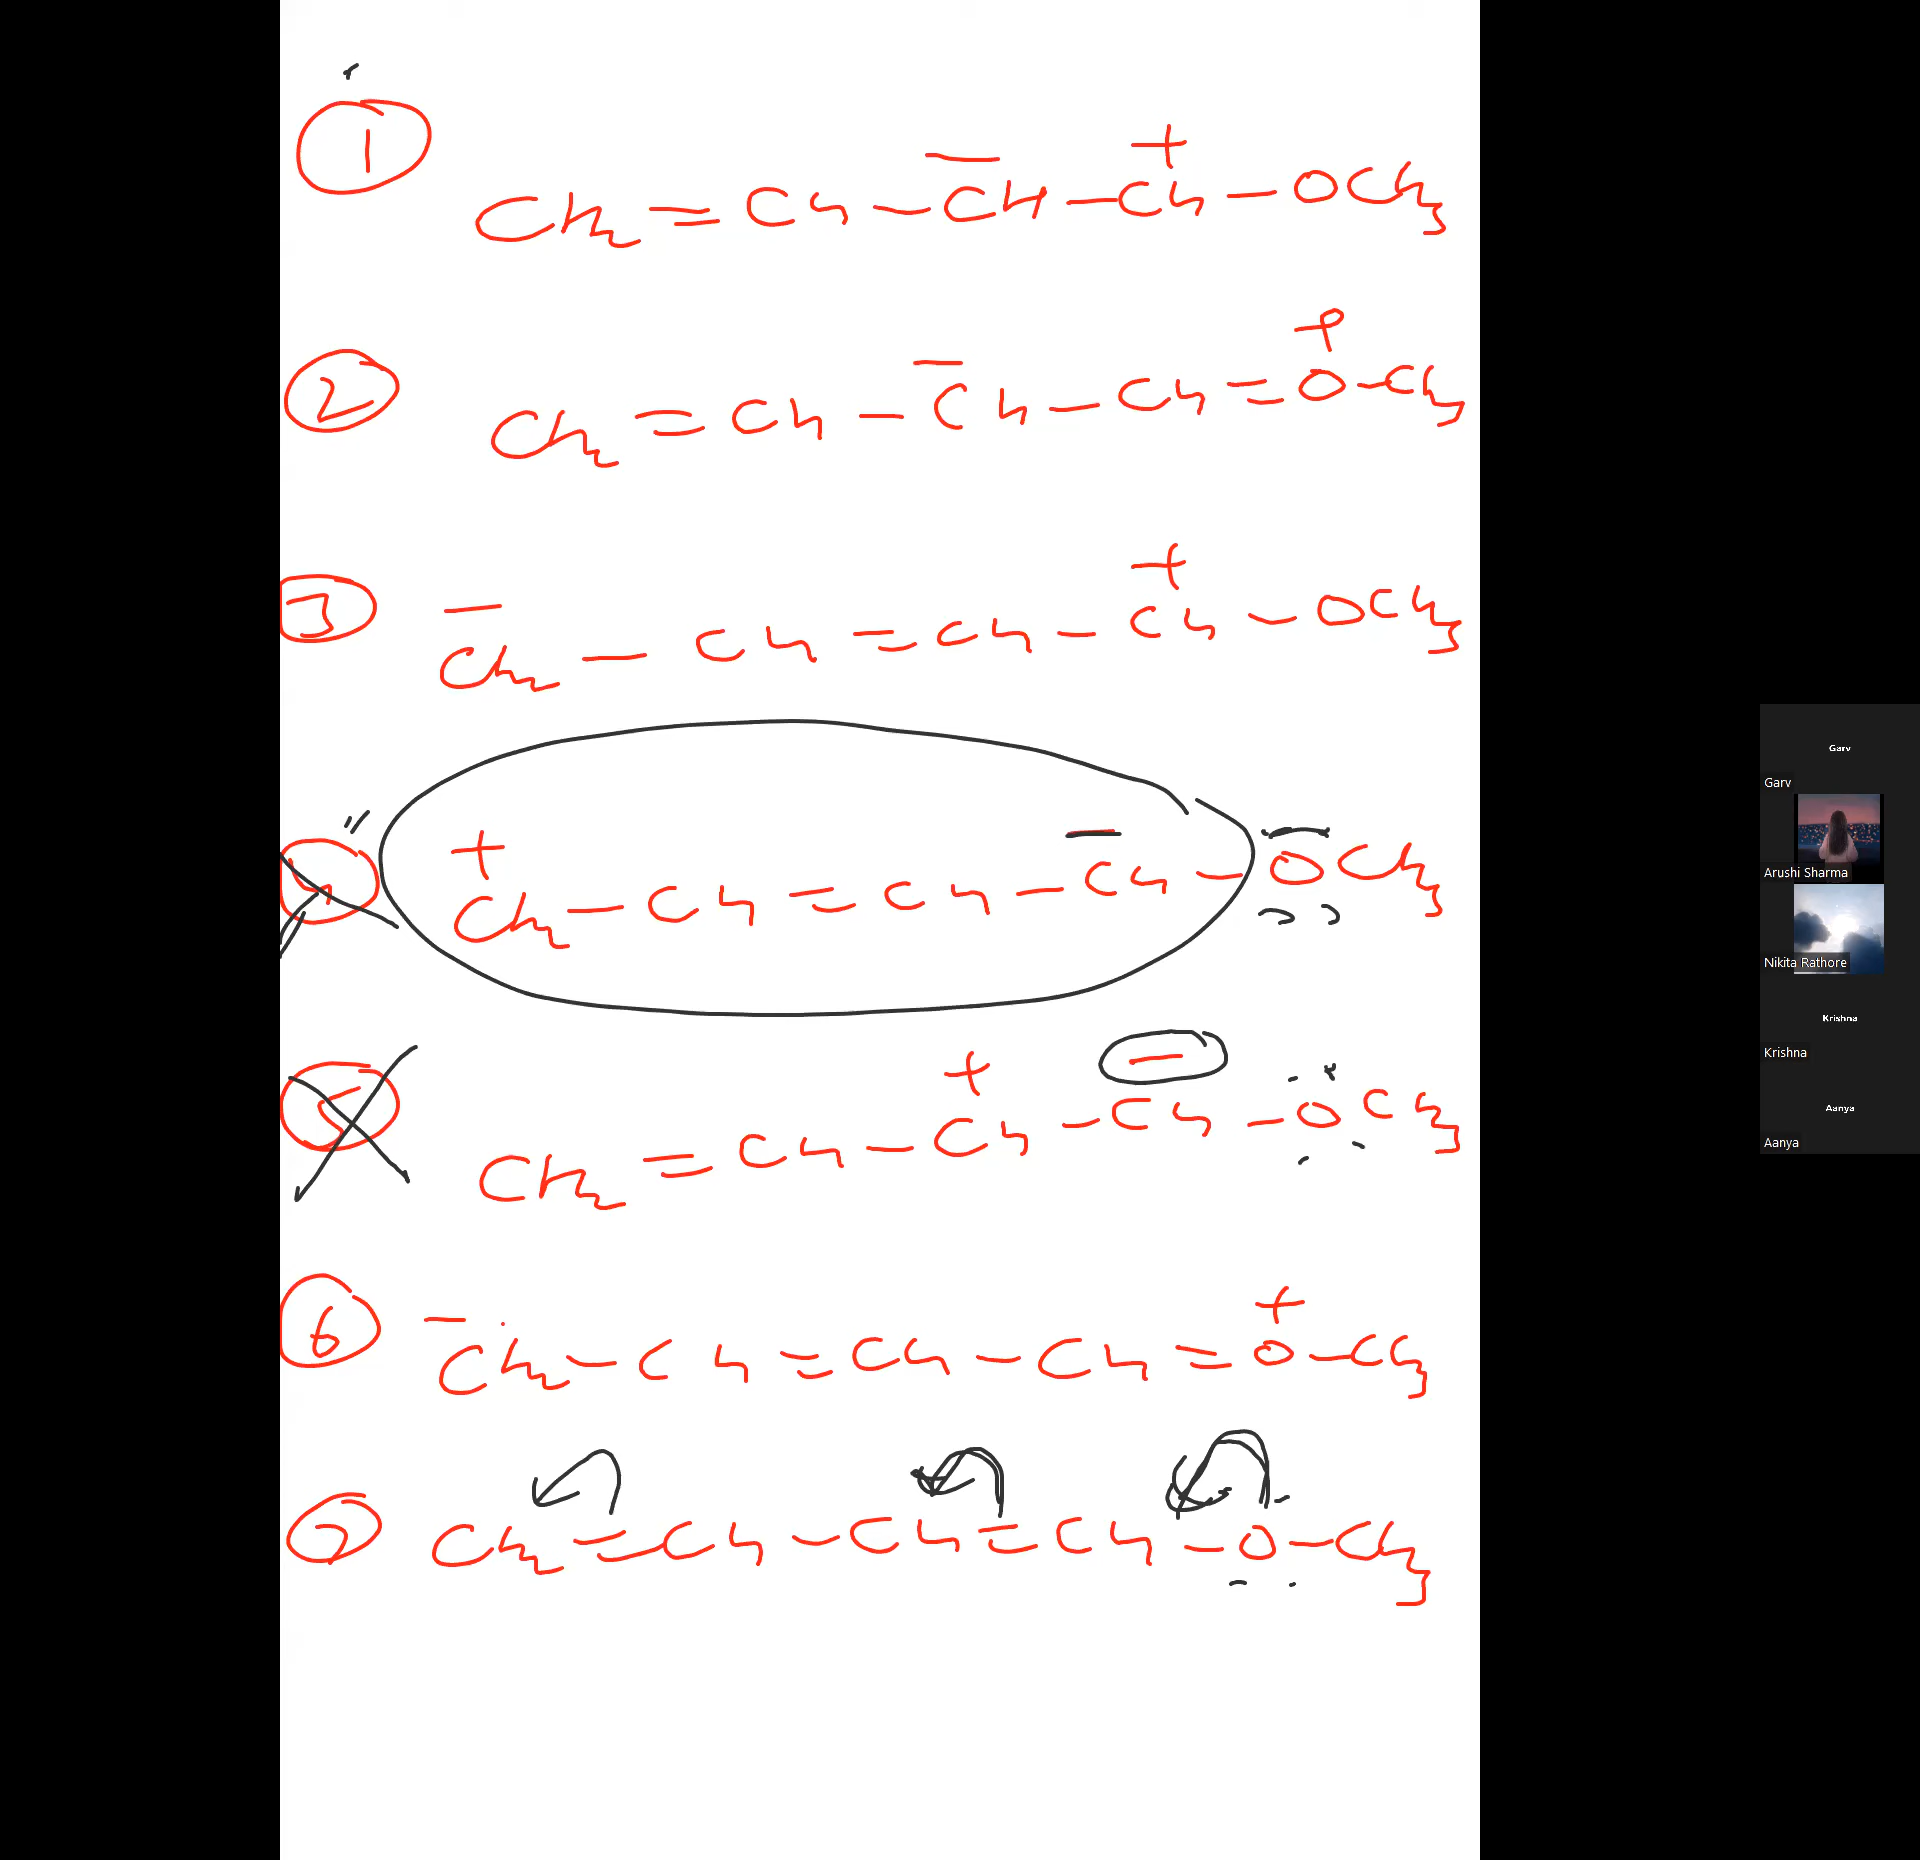 1
CH2 = CH - C̄H - C⁺H - OCH3
2
CH2 = CH - C̄H - CH = O⁺ - CH3
3
C̄H2 - CH = CH - C⁺H - OCH3
4
C⁺H2 - CH = CH - C̄H - OCH3
5
CH2 = CH - C⁺H - C̄H - OCH3
6
C̄H2 - CH = CH - CH = O⁺ - CH3
7
CH2 = CH - CH = CH - O - CH3
Garv
Garv
Arushi Sharma
Nikita Rathore
Krishna
Krishna
Aanya
Aanya